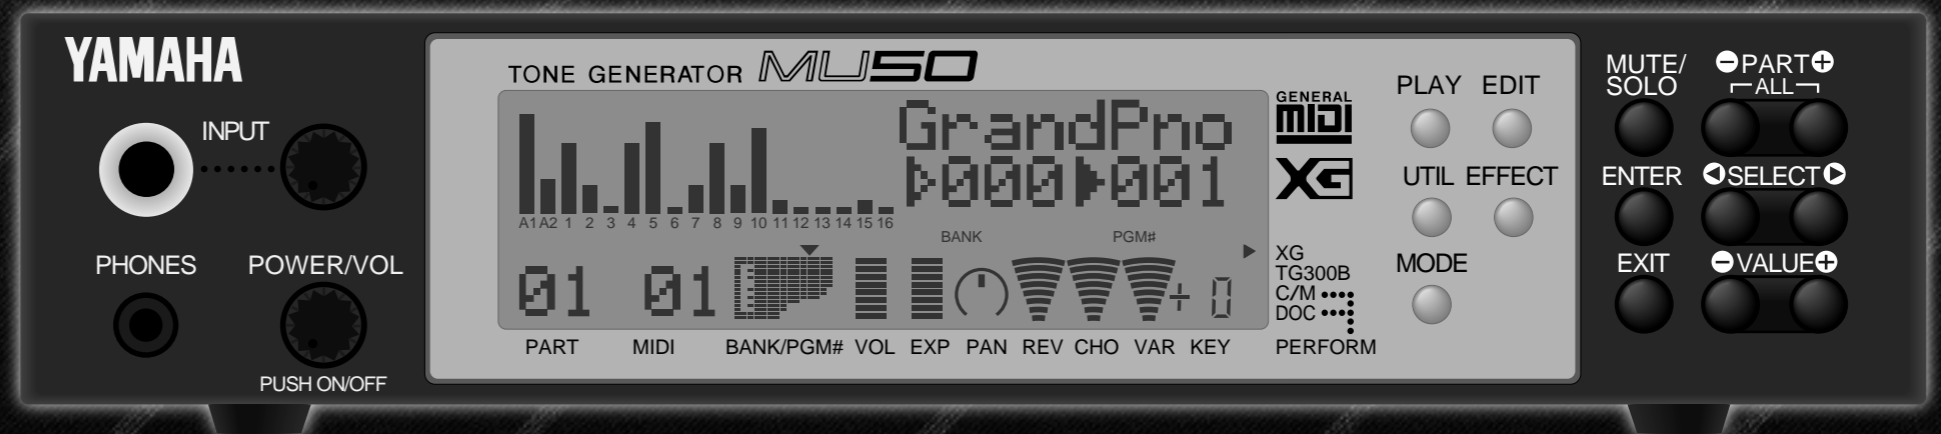 YAMAHA
INPUT
PHONES
POWER/VOL
PUSH ON/OFF
TONE GENERATOR MU50
GrandPno
000 001
A1 A2 1 2 3 4 5 6 7 8 9 10 11 12 13 14 15 16
BANK PGM#
01 01 + 0
PART MIDI BANK/PGM# VOL EXP PAN REV CHO VAR KEY
GENERAL
MIDI
XG
XG
TG300B
C/M
DOC
PERFORM
PLAY EDIT
UTIL EFFECT
MODE
MUTE/
SOLO
ENTER
EXIT
- PART +
ALL
SELECT
- VALUE +